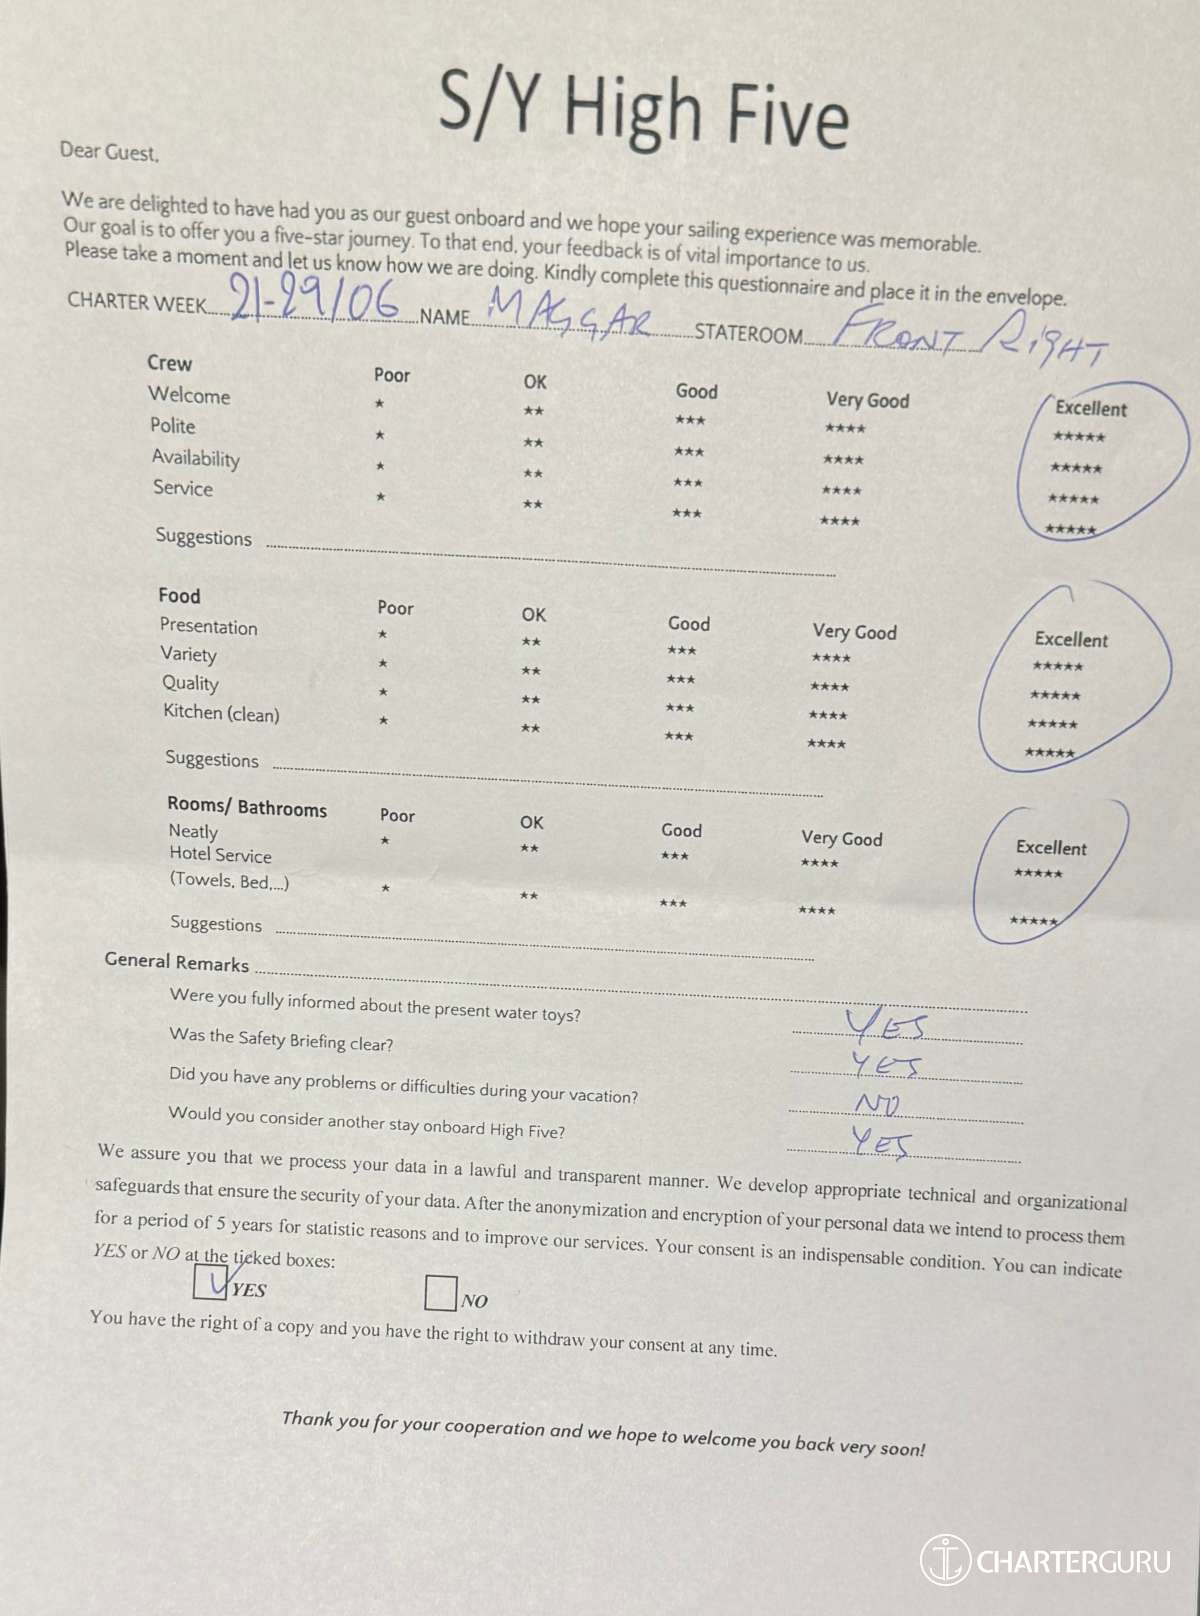 S/Y High Five
Dear Guest,
We are delighted to have had you as our guest onboard and we hope your sailing experience was memorable.
Our goal is to offer you a five-star journey. To that end, your feedback is of vital importance to us.
Please take a moment and let us know how we are doing. Kindly complete this questionnaire and place it in the envelope.
CHARTER WEEK 21-29/06 NAME MAGGAR STATEROOM FRONT RigHT
Crew Poor OK Good Very Good Excellent
Welcome ★ ★★ ★★★ ★★★★ ★★★★★
Polite ★ ★★ ★★★ ★★★★ ★★★★★
Availability ★ ★★ ★★★ ★★★★ ★★★★★
Service ★ ★★ ★★★ ★★★★ ★★★★★
Suggestions
Food Poor OK Good Very Good Excellent
Presentation ★ ★★ ★★★ ★★★★ ★★★★★
Variety ★ ★★ ★★★ ★★★★ ★★★★★
Quality ★ ★★ ★★★ ★★★★ ★★★★★
Kitchen (clean) ★ ★★ ★★★ ★★★★ ★★★★★
Suggestions
Rooms/ Bathrooms Poor OK Good Very Good Excellent
Neatly ★ ★★ ★★★ ★★★★ ★★★★★
Hotel Service
(Towels, Bed,...) ★ ★★ ★★★ ★★★★ ★★★★★
Suggestions
General Remarks
Were you fully informed about the present water toys? YES
Was the Safety Briefing clear? YES
Did you have any problems or difficulties during your vacation? NO
Would you consider another stay onboard High Five? YES
We assure you that we process your data in a lawful and transparent manner. We develop appropriate technical and organizational
safeguards that ensure the security of your data. After the anonymization and encryption of your personal data we intend to process them
for a period of 5 years for statistic reasons and to improve our services. Your consent is an indispensable condition. You can indicate
YES or NO at the ticked boxes:
YES NO
You have the right of a copy and you have the right to withdraw your consent at any time.
Thank you for your cooperation and we hope to welcome you back very soon!
CHARTERGURU